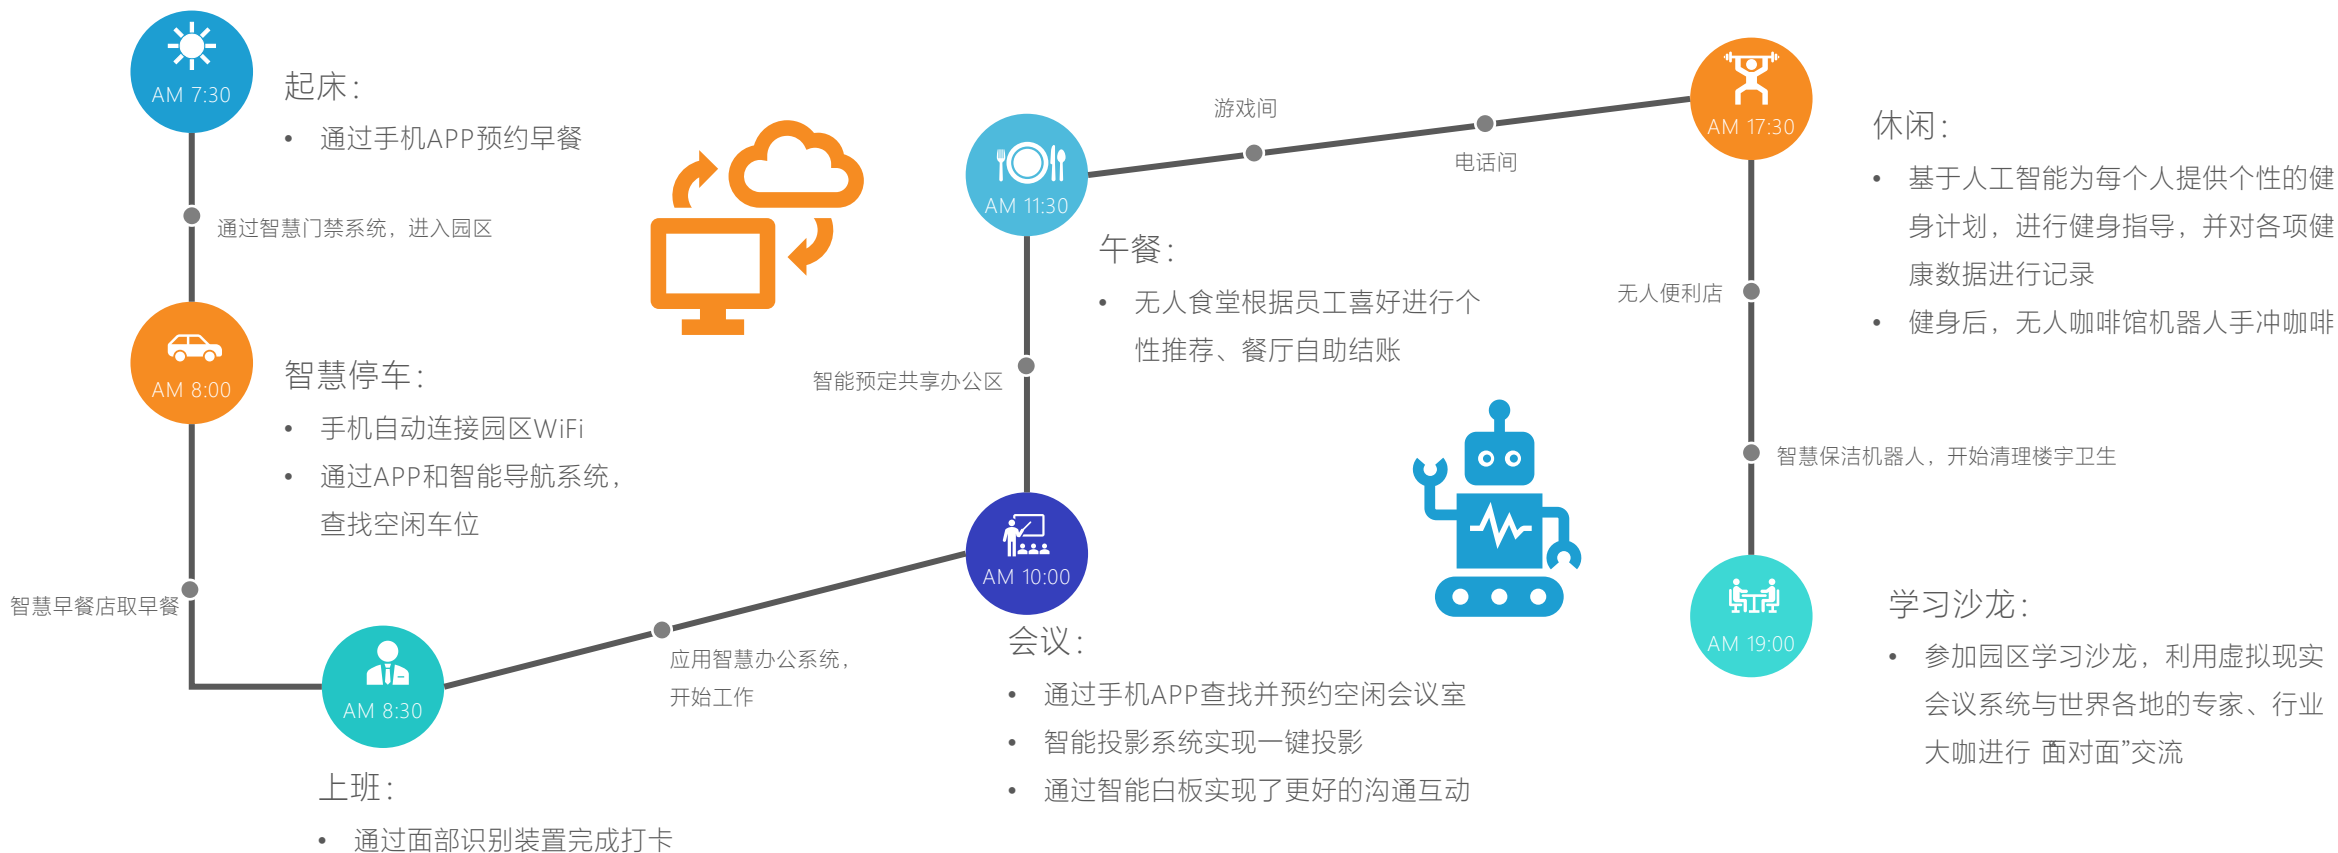 AM 7:30
起床：
• 通过手机APP预约早餐
通过智慧门禁系统，进入园区
AM 8:00
智慧停车：
• 手机自动连接园区WiFi
• 通过APP和智能导航系统，
查找空闲车位
智慧早餐店取早餐
AM 8:30
上班：
• 通过面部识别装置完成打卡
应用智慧办公系统，
开始工作
AM 10:00
会议：
• 通过手机APP查找并预约空闲会议室
• 智能投影系统实现一键投影
• 通过智能白板实现了更好的沟通互动
智能预定共享办公区
AM 11:30
午餐：
• 无人食堂根据员工喜好进行个
性推荐、餐厅自助结账
游戏间
电话间
AM 17:30
休闲：
• 基于人工智能为每个人提供个性的健
身计划，进行健身指导，并对各项健
康数据进行记录
• 健身后，无人咖啡馆机器人手冲咖啡
无人便利店
智慧保洁机器人，开始清理楼宇卫生
AM 19:00
学习沙龙：
• 参加园区学习沙龙，利用虚拟现实
会议系统与世界各地的专家、行业
大咖进行“面对面”交流